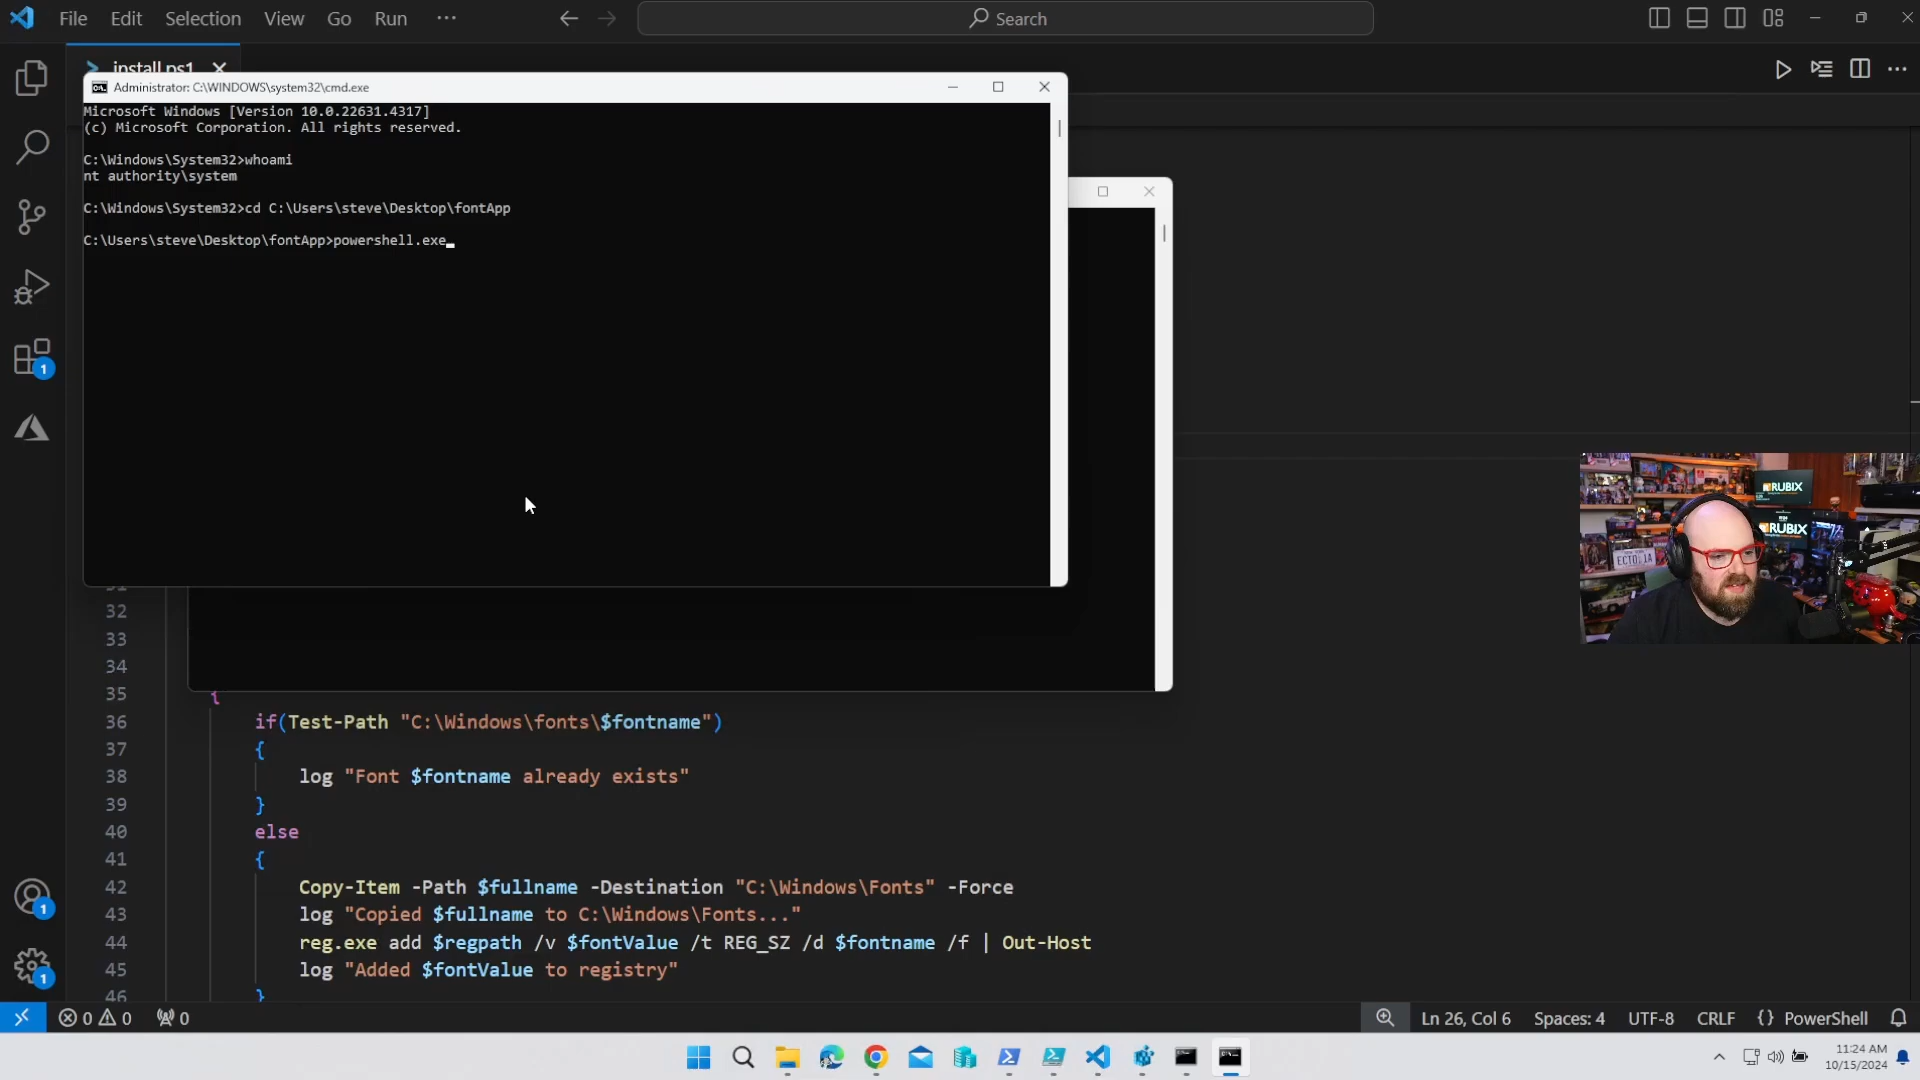 File Edit Selection View Go Run ...
Search
install.ps1
Administrator: C:\WINDOWS\system32\cmd.exe
Microsoft Windows [Version 10.0.22631.4317]
(c) Microsoft Corporation. All rights reserved.
C:\Windows\System32>whoami
nt authority\system
C:\Windows\System32>cd C:\Users\steve\Desktop\fontApp
C:\Users\steve\Desktop\fontApp>powershell.exe
1
RUBIX
RUBIX
ECTO-1A
32
33
34
35 {
36 if(Test-Path "C:\Windows\fonts\$fontname")
37 {
38 log "Font $fontname already exists"
39 }
40 else
41 {
42 Copy-Item -Path $fullname -Destination "C:\Windows\Fonts" -Force
43 log "Copied $fullname to C:\Windows\Fonts..."
44 reg.exe add $regpath /v $fontValue /t REG_SZ /d $fontname /f | Out-Host
45 log "Added $fontValue to registry"
46 }
1
1
0 0 0 Ln 26, Col 6 Spaces: 4 UTF-8 CRLF {} PowerShell
11:24 AM
10/15/2024